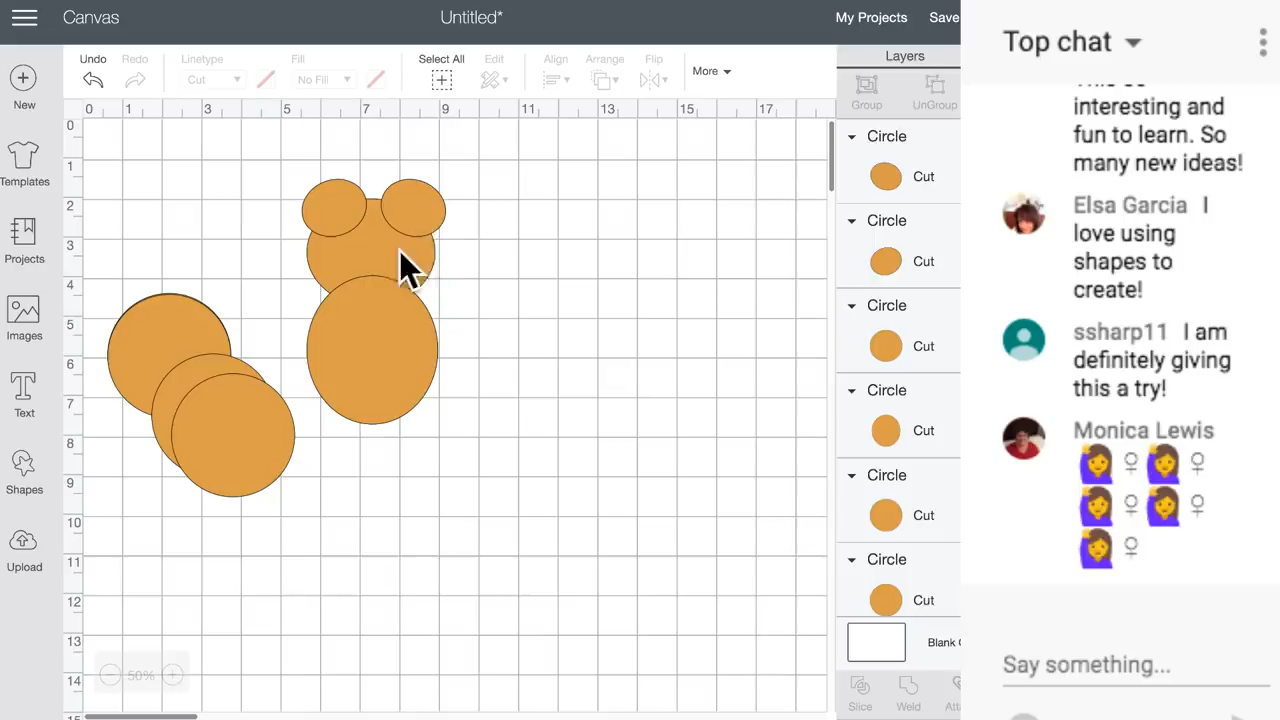 Canvas
Untitled*
My Projects
Save
New
Templates
Projects
Images
Text
Shapes
Upload
Undo
Redo
Linetype
Cut
Fill
No Fill
Select All
Edit
Align
Arrange
Flip
More
0 1 3 5 7 9 11 13 15 17
0
1
2
3
4
5
6
7
8
9
10
11
12
13
14
50%
Layers
Group
UnGroup
Circle
Cut
Circle
Cut
Circle
Cut
Circle
Cut
Circle
Cut
Circle
Cut
Blank
Slice
Weld
Top chat
interesting and
fun to learn. So
many new ideas!
Elsa Garcia I
love using
shapes to
create!
ssharp11 I am
definitely giving
this a try!
Monica Lewis
🙋‍♀ 🙋‍♀
🙋‍♀ 🙋‍♀
🙋‍♀
Say something...